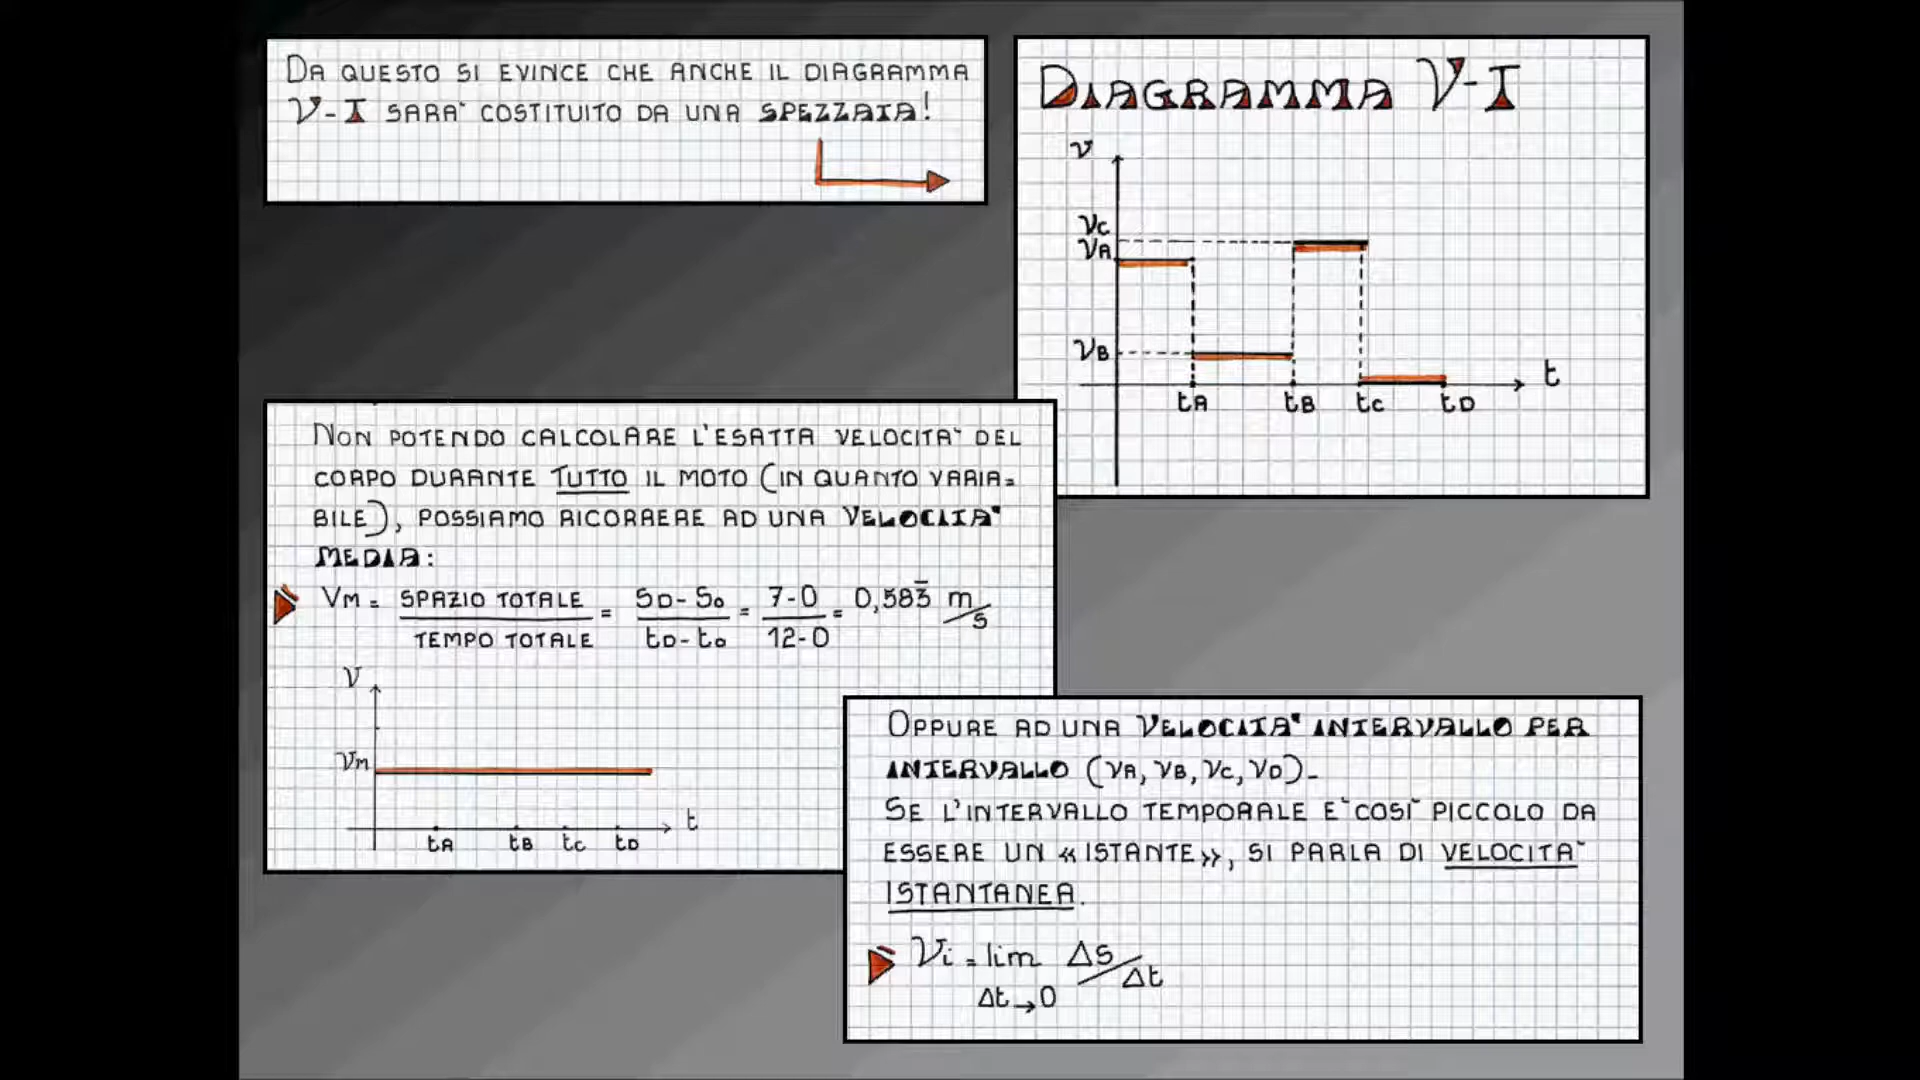 DA QUESTO SI EVINCE CHE ANCHE IL DIAGRAMMA
V-T SARA` COSTITUITO DA UNA SPEZZATA!
DIAGRAMMA V-T
v
vC
vA
vB
tA tB tC tD
t
NON POTENDO CALCOLARE L'ESATTA VELOCITA` DEL
CORPO DURANTE TUTTO IL MOTO (IN QUANTO VARIA=
BILE), POSSIAMO RICORRERE AD UNA VELOCITA`
MEDIA:
Vm = SPAZIO TOTALE / TEMPO TOTALE = SD-S0 / tD-t0 = 7-0 / 12-0 = 0,583̅ m/s
V
Vm
t
tA tB tC tD
OPPURE AD UNA VELOCITA` INTERVALLO PER
INTERVALLO (vA, vB, vC, vD)_
SE L'INTERVALLO TEMPORALE E` COSI` PICCOLO DA
ESSERE UN «ISTANTE», SI PARLA DI VELOCITA`
ISTANTANEA.
Vi = lim Δs/Δt
Δt→0